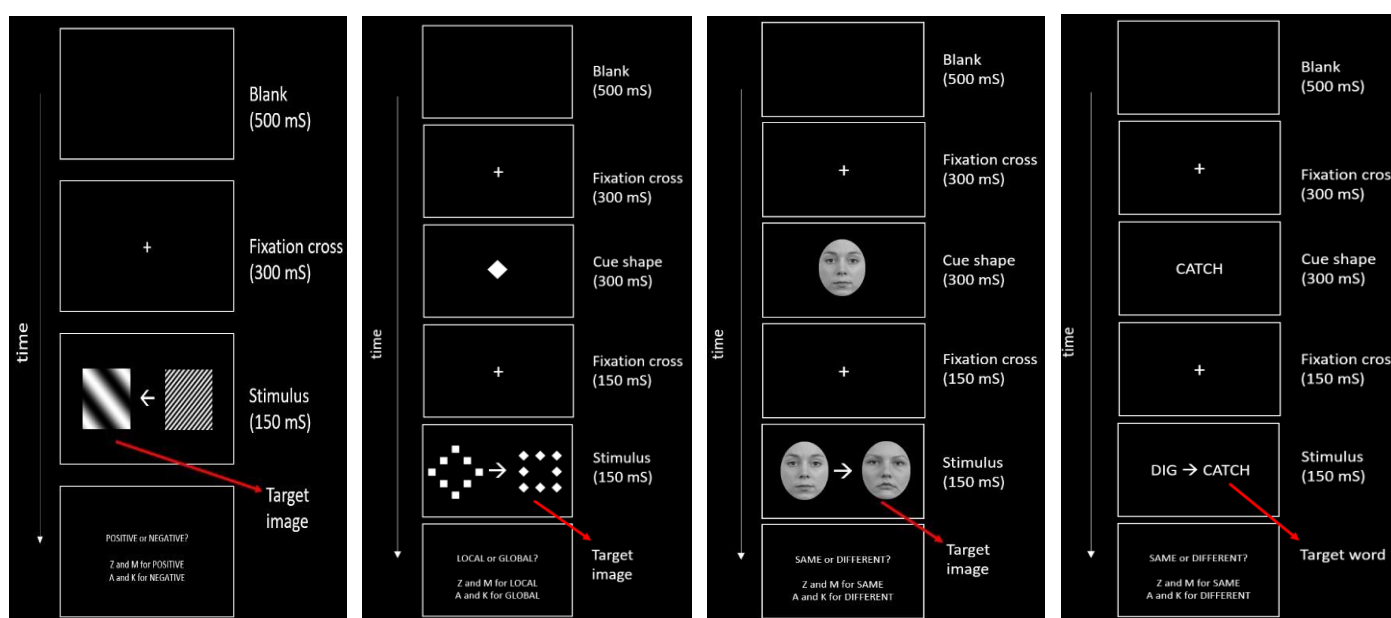 time
Blank
(500 mS)
Fixation cross
(300 mS)
Stimulus
(150 mS)
Target
image
POSITIVE or NEGATIVE?
Z and M for POSITIVE
A and K for NEGATIVE
time
Blank
(500 mS)
Fixation cross
(300 mS)
Cue shape
(300 mS)
Fixation cross
(150 mS)
Stimulus
(150 mS)
Target
image
LOCAL or GLOBAL?
Z and M for LOCAL
A and K for GLOBAL
time
Blank
(500 mS)
Fixation cross
(300 mS)
Cue shape
(300 mS)
Fixation cross
(150 mS)
Stimulus
(150 mS)
Target
image
SAME or DIFFERENT?
Z and M for SAME
A and K for DIFFERENT
time
Blank
(500 mS)
Fixation cros
(300 mS)
CATCH
Cue shape
(300 mS)
Fixation cros
(150 mS)
DIG → CATCH
Stimulus
(150 mS)
Target word
SAME or DIFFERENT?
Z and M for SAME
A and K for DIFFERENT